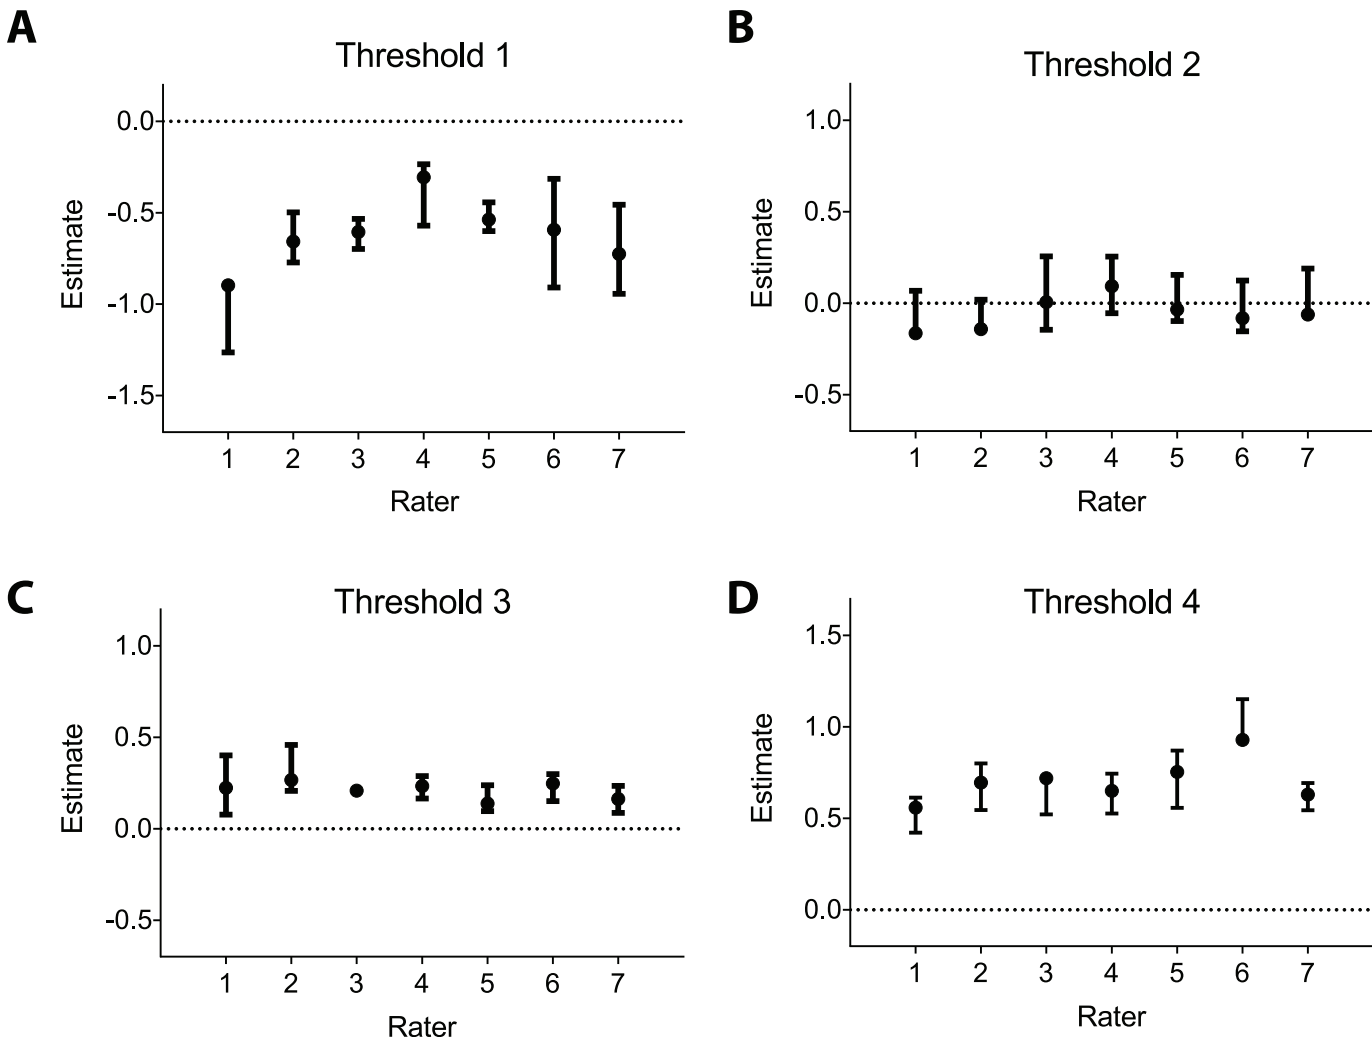 A
Threshold 1
0.0
-0.5
-1.0
-1.5
Estimate
1 2 3 4 5 6 7
Rater
B
Threshold 2
1.0
0.5
0.0
-0.5
Estimate
1 2 3 4 5 6 7
Rater
C
Threshold 3
1.0
0.5
0.0
-0.5
Estimate
1 2 3 4 5 6 7
Rater
D
Threshold 4
1.5
1.0
0.5
0.0
Estimate
1 2 3 4 5 6 7
Rater